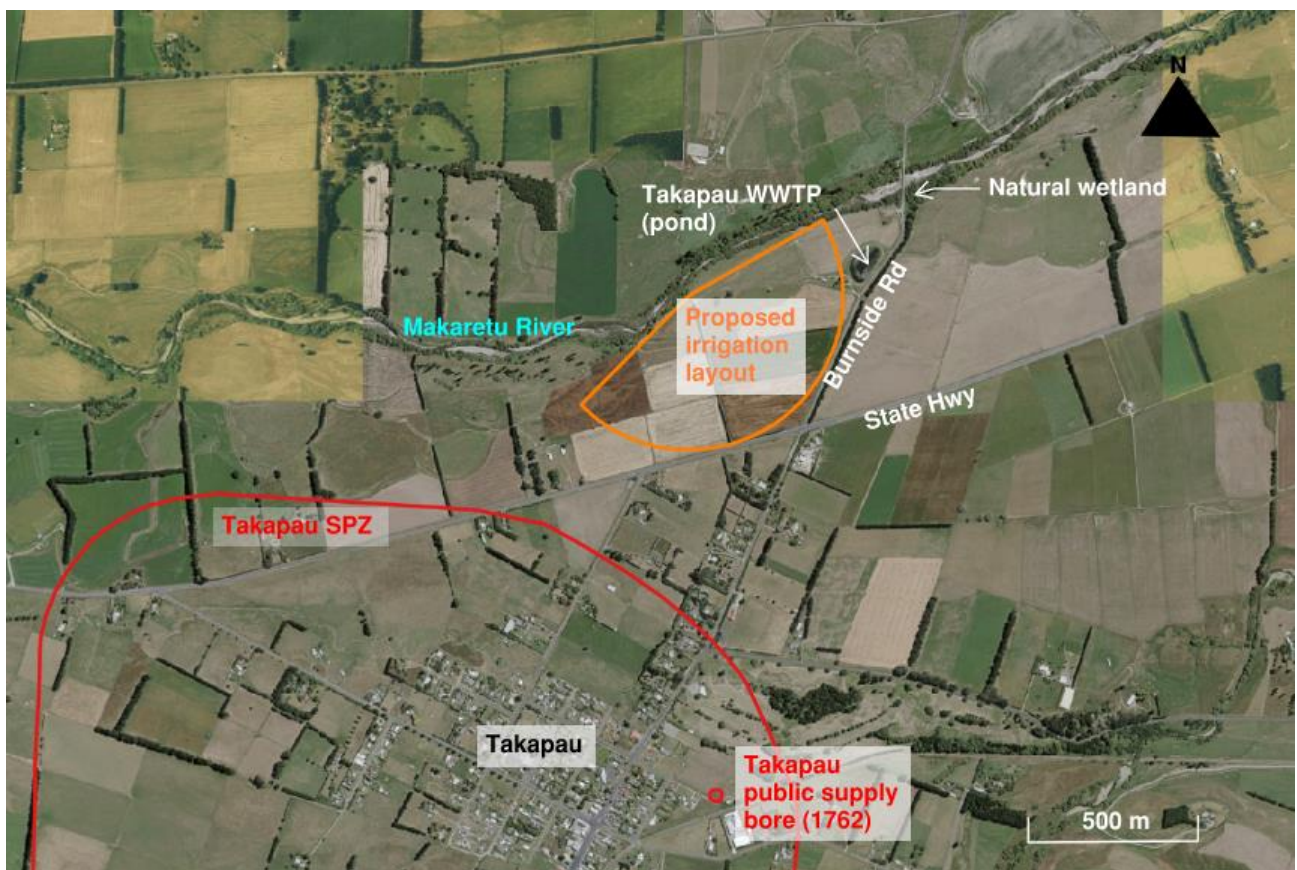 N
Takapau WWTP
(pond)
Natural wetland
Makaretu River
Proposed
irrigation
layout
Burnside Rd
State Hwy
Takapau SPZ
Takapau
Takapau
public supply
bore (1762)
500 m